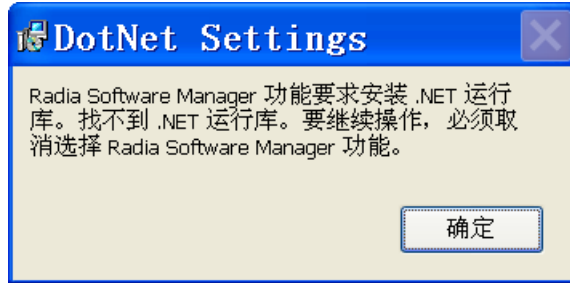 DotNet Settings
Radia Software Manager 功能要求安装 .NET 运行
库。找不到 .NET 运行库。要继续操作，必须取
消选择 Radia Software Manager 功能。
确定